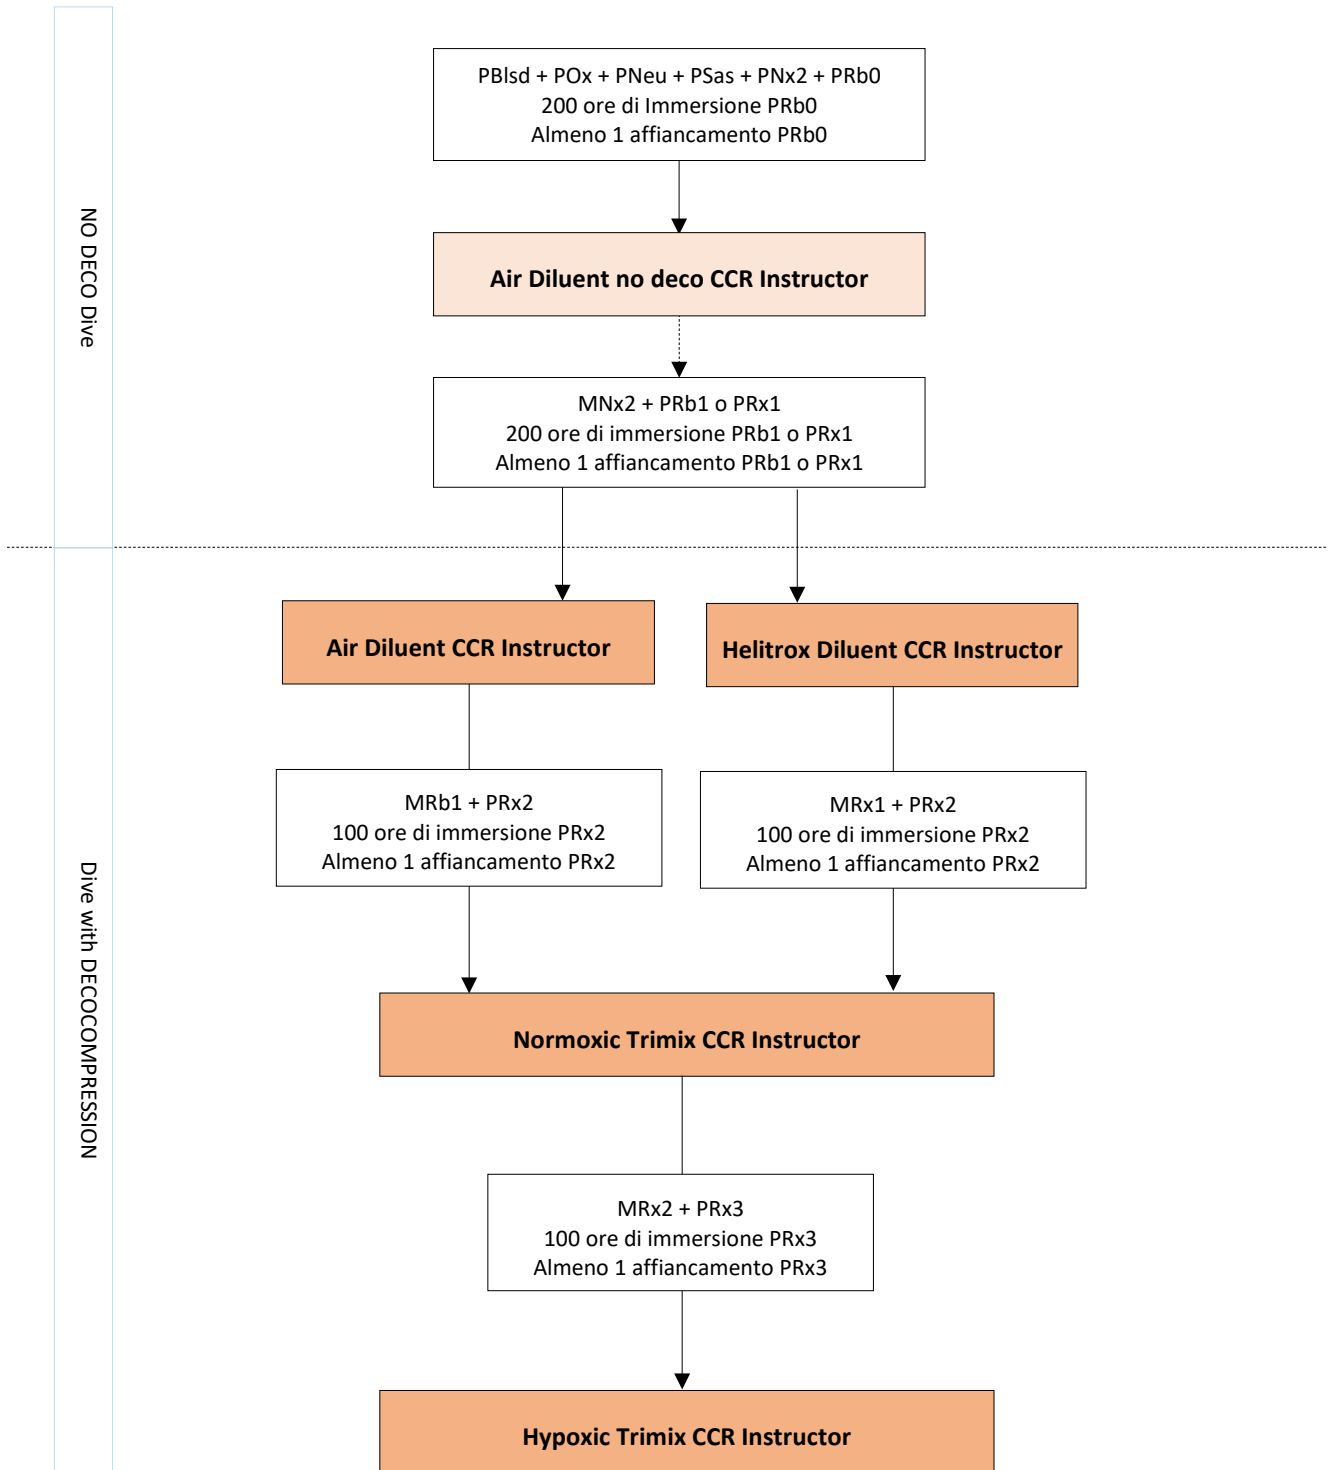 PBlsd + POx + PNeu + PSas + PNx2 + PRb0
200 ore di Immersione PRb0
Almeno 1 affiancamento PRb0
NO DECO Dive
Air Diluent no deco CCR Instructor
MNx2 + PRb1 o PRx1
200 ore di immersione PRb1 o PRx1
Almeno 1 affiancamento PRb1 o PRx1
Air Diluent CCR Instructor
Helitrox Diluent CCR Instructor
MRb1 + PRx2
100 ore di immersione PRx2
Almeno 1 affiancamento PRx2
MRx1 + PRx2
100 ore di immersione PRx2
Almeno 1 affiancamento PRx2
Dive with DECOCOMPRESSION
Normoxic Trimix CCR Instructor
MRx2 + PRx3
100 ore di immersione PRx3
Almeno 1 affiancamento PRx3
Hypoxic Trimix CCR Instructor